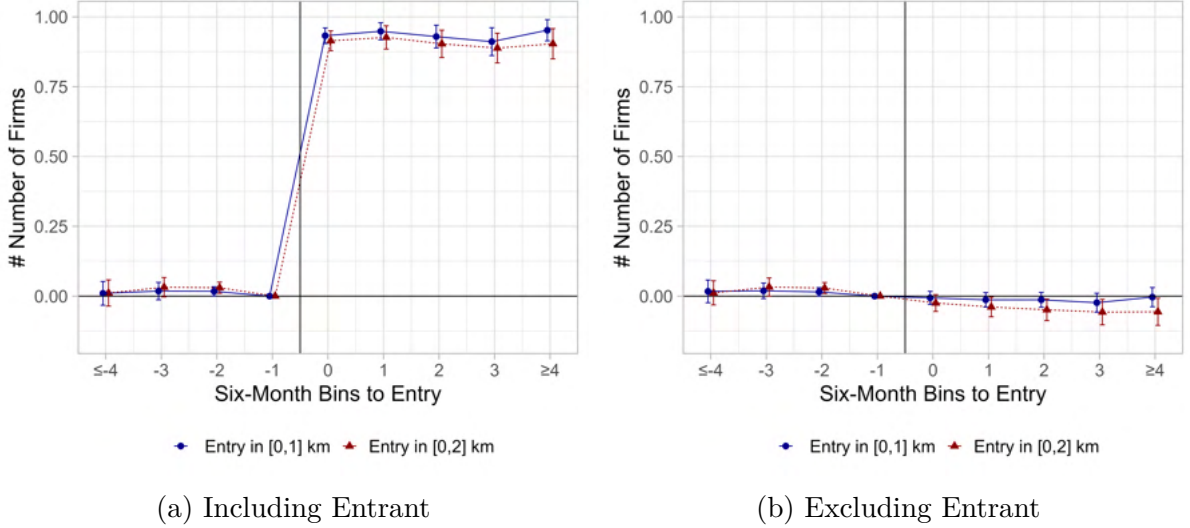 # Number of Firms
1.00
0.75
0.50
0.25
0.00
≤-4 -3 -2 -1 0 1 2 3 ≥4
Six-Month Bins to Entry
Entry in [0,1] km Entry in [0,2] km
(a) Including Entrant
# Number of Firms
1.00
0.75
0.50
0.25
0.00
≤-4 -3 -2 -1 0 1 2 3 ≥4
Six-Month Bins to Entry
Entry in [0,1] km Entry in [0,2] km
(b) Excluding Entrant